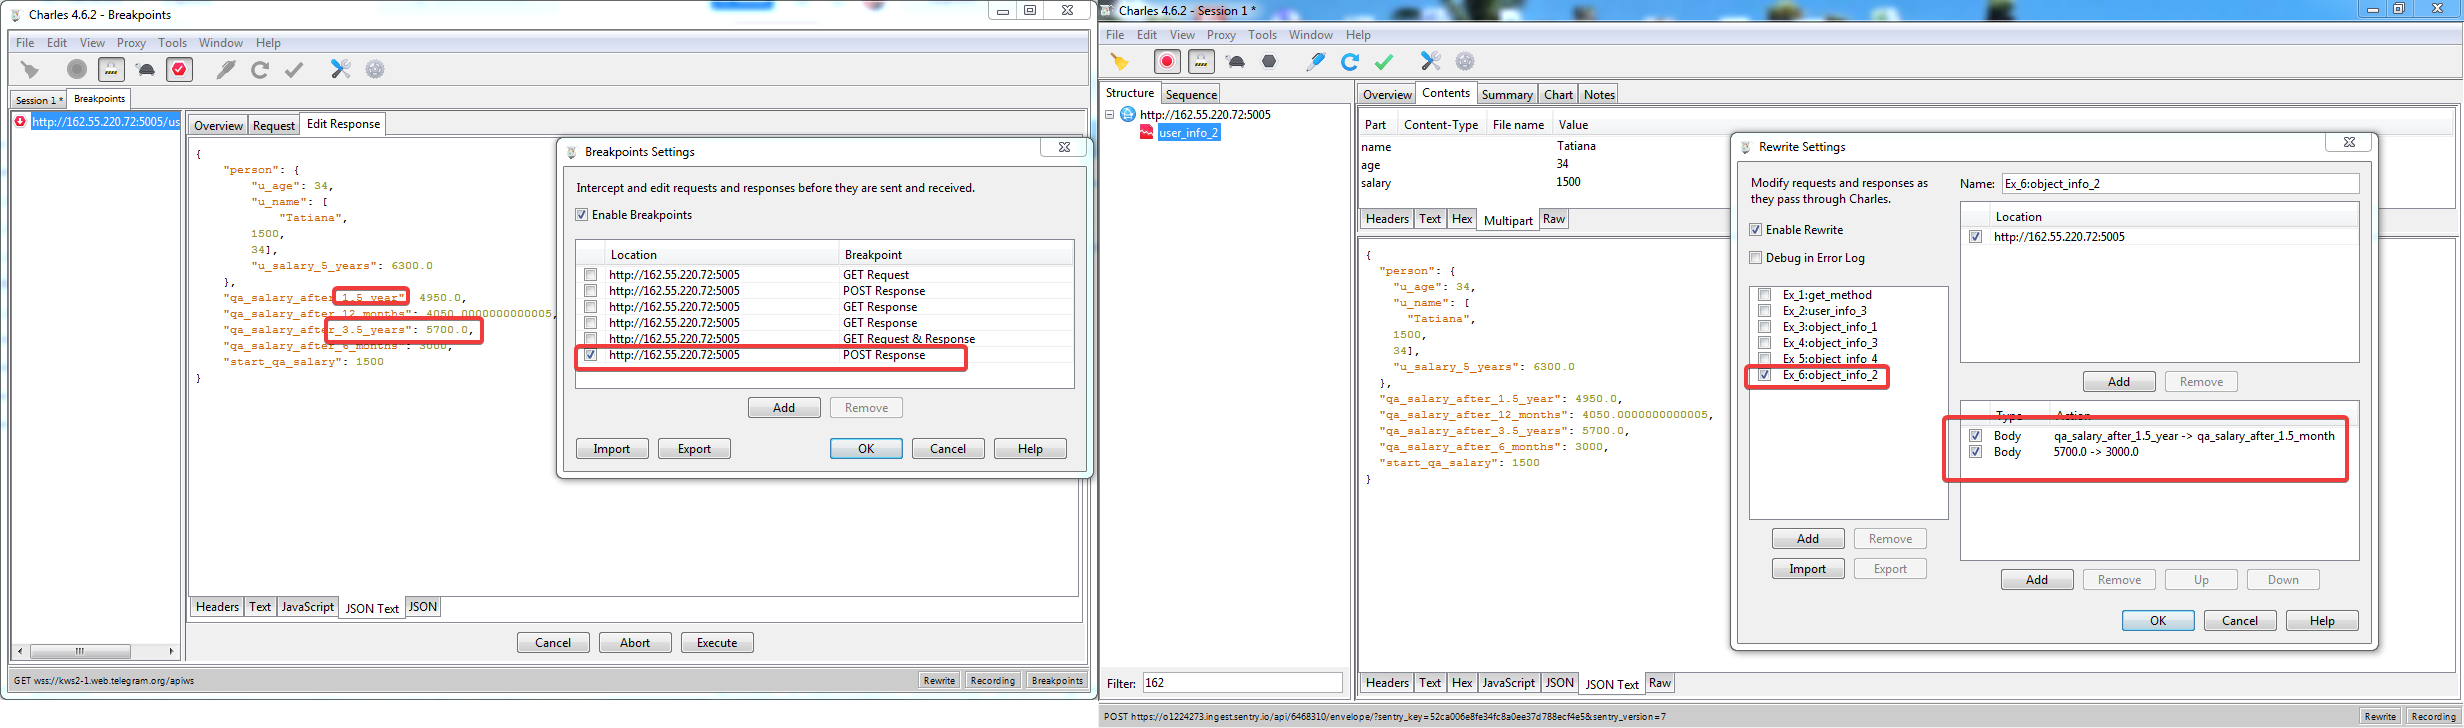 Charles 4.6.2 - Breakpoints
File Edit View Proxy Tools Window Help
Session 1 * Breakpoints
http://162.55.220.72:5005/us
Overview Request Edit Response
{
"person": {
"u_age": 34,
"u_name": [
"Tatiana",
1500,
34],
"u_salary_5_years": 6300.0
},
"qa_salary_after_1.5_year": 4950.0,
"qa_salary_after_12_months": 4050.0000000000005,
"qa_salary_after_3.5_years": 5700.0,
"qa_salary_after_6_months": 3000,
"start_qa_salary": 1500
}
Headers Text JavaScript JSON Text JSON
Cancel Abort Execute
GET wss://kws2-1.web.telegram.org/apiws
Rewrite Recording Breakpoints
Breakpoints Settings
Intercept and edit requests and responses before they are sent and received.
Enable Breakpoints
Location Breakpoint
http://162.55.220.72:5005 GET Request
http://162.55.220.72:5005 POST Response
http://162.55.220.72:5005 GET Response
http://162.55.220.72:5005 GET Response
http://162.55.220.72:5005 GET Request & Response
http://162.55.220.72:5005 POST Response
Add Remove
Import Export OK Cancel Help
Charles 4.6.2 - Session 1 *
File Edit View Proxy Tools Window Help
Structure Sequence
http://162.55.220.72:5005
user_info_2
Filter: 162
Overview Contents Summary Chart Notes
Part Content-Type File name Value
name Tatiana
age 34
salary 1500
Headers Text Hex Multipart Raw
{
"person": {
"u_age": 34,
"u_name": [
"Tatiana",
1500,
34],
"u_salary_5_years": 6300.0
},
"qa_salary_after_1.5_year": 4950.0,
"qa_salary_after_12_months": 4050.0000000000005,
"qa_salary_after_3.5_years": 5700.0,
"qa_salary_after_6_months": 3000,
"start_qa_salary": 1500
}
Headers Text Hex JavaScript JSON JSON Text Raw
POST https://o1224273.ingest.sentry.io/api/6468310/envelope/?sentry_key=52ca006e8fe34fc8a0ee37d788ecf4e5&sentry_version=7
Rewrite Recording
Rewrite Settings
Modify requests and responses as
they pass through Charles.
Enable Rewrite
Debug in Error Log
Ex_1:get_method
Ex_2:user_info_3
Ex_3:object_info_1
Ex_4:object_info_3
Ex_5:object_info_4
Ex_6:object_info_2
Add Remove
Import Export
Name: Ex_6:object_info_2
Location
http://162.55.220.72:5005
Add Remove
Type Action
Body qa_salary_after_1.5_year -> qa_salary_after_1.5_month
Body 5700.0 -> 3000.0
Add Remove Up Down
OK Cancel Help